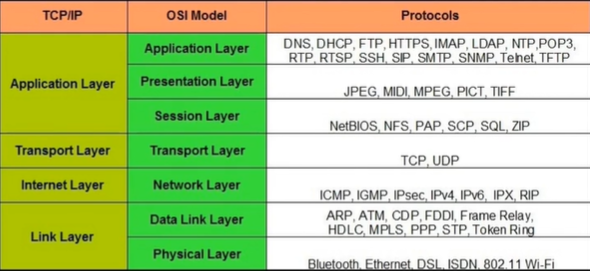 TCP/IP OSI Model Protocols
Application Layer
Application Layer
DNS, DHCP, FTP, HTTPS, IMAP, LDAP, NTP,POP3,
RTP, RTSP, SSH, SIP, SMTP, SNMP, Telnet, TFTP
Presentation Layer
JPEG, MIDI, MPEG, PICT, TIFF
Session Layer
NetBIOS, NFS, PAP, SCP, SQL, ZIP
Transport Layer
Transport Layer
TCP, UDP
Internet Layer
Network Layer
ICMP, IGMP, IPsec, IPv4, IPv6, IPX, RIP
Link Layer
Data Link Layer
ARP, ATM, CDP, FDDI, Frame Relay,
HDLC, MPLS, PPP, STP, Token Ring
Physical Layer
Bluetooth, Ethernet, DSL, ISDN, 802.11 Wi-Fi